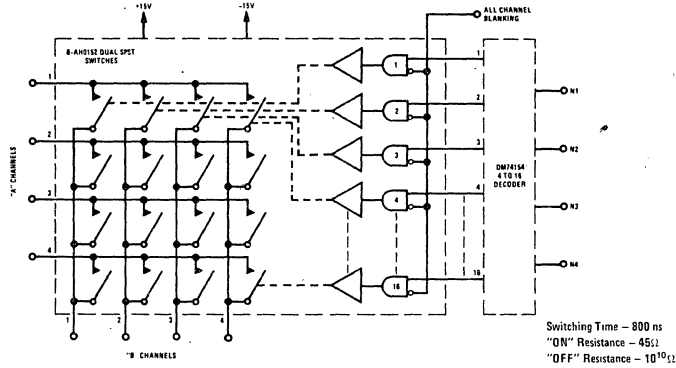 +15V
-15V
ALL CHANNEL
BLANKING
8-AH0152 DUAL SPST
SWITCHES
1
2
3
4
"A" CHANNELS
1
2
3
4
"B CHANNELS
1
2
3
4
16
1
2
3
4
16
DM74154
4 TO 16
DECODER
N1
N2
N3
N4
Switching Time – 800 ns
"ON" Resistance – 45Ω
"OFF" Resistance – 10¹⁰Ω